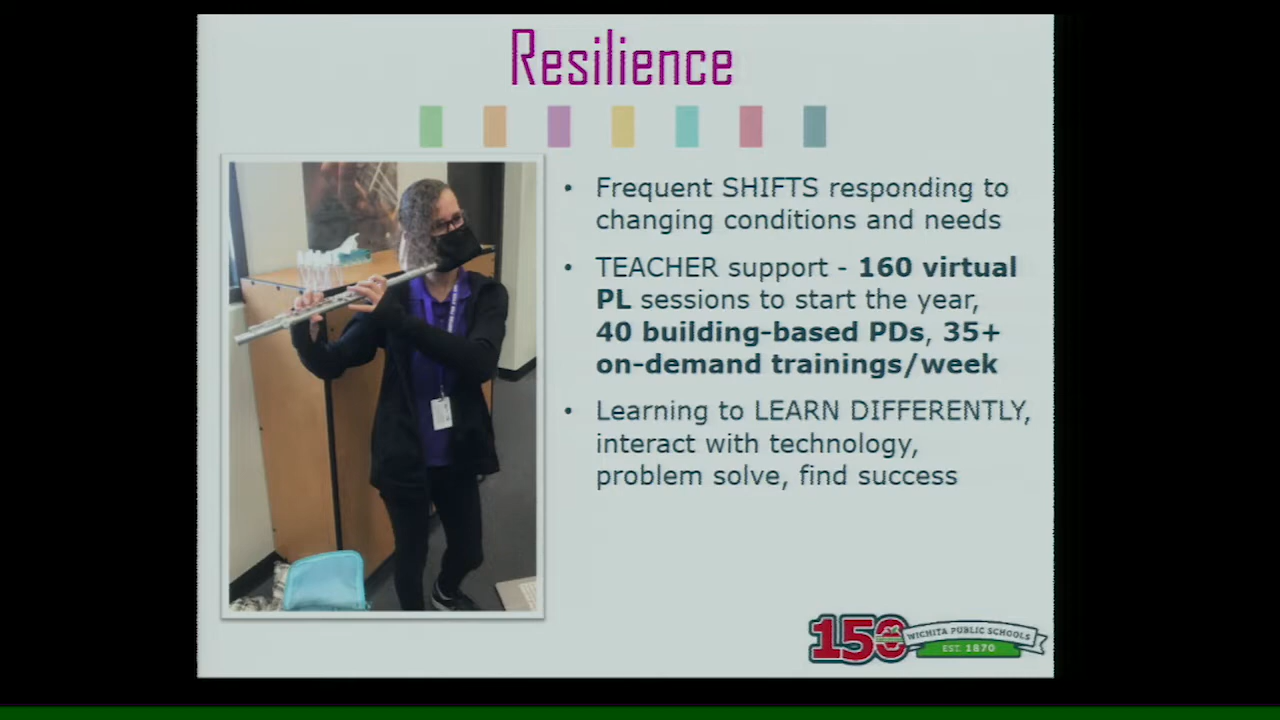 Resilience
• Frequent SHIFTS responding to
changing conditions and needs
• TEACHER support - 160 virtual
PL sessions to start the year,
40 building-based PDs, 35+
on-demand trainings/week
• Learning to LEARN DIFFERENTLY,
interact with technology,
problem solve, find success
150
WICHITA PUBLIC SCHOOLS
EST. 1870